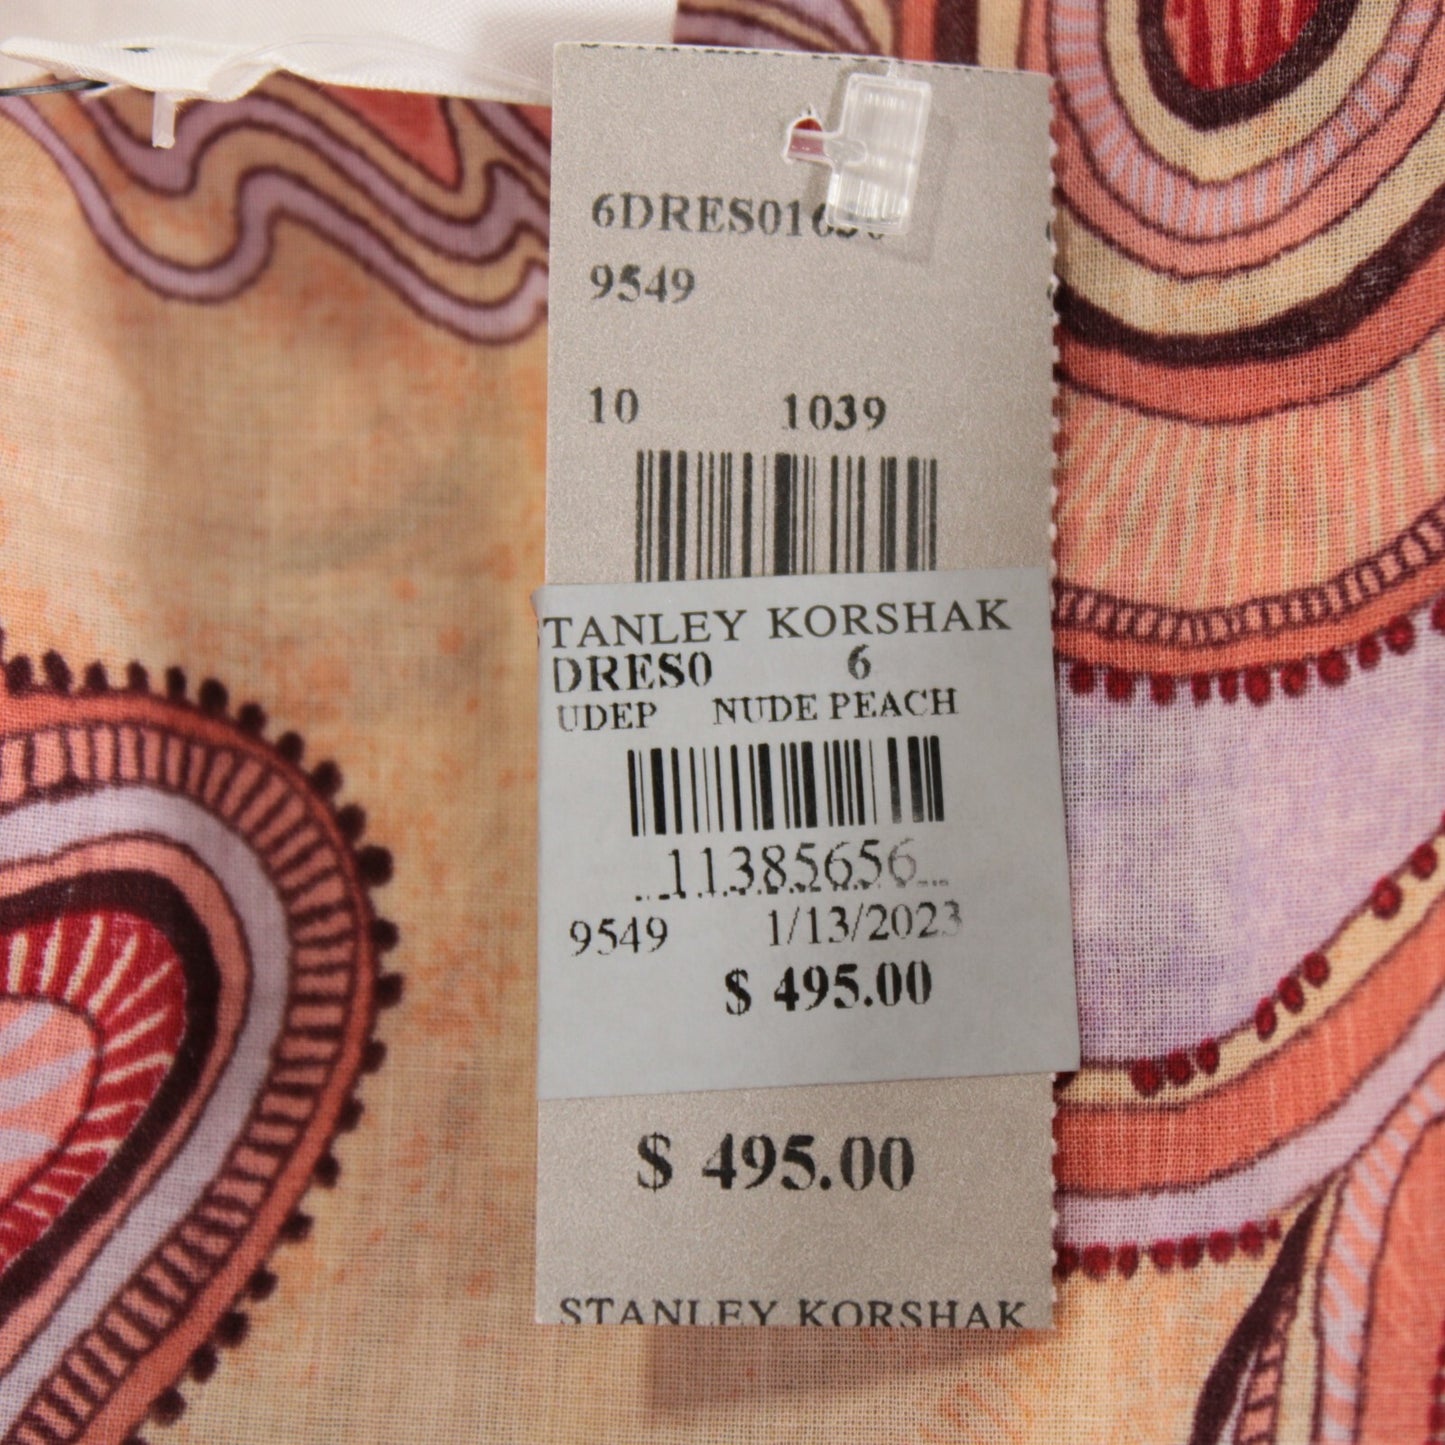 9549
10 1039
TANLEY KORSHAK
DRES0 6
UDEP NUDE PEACH
11385656
9549 1/13/2023
$ 495.00
$ 495.00
STANLEY KORSHAK